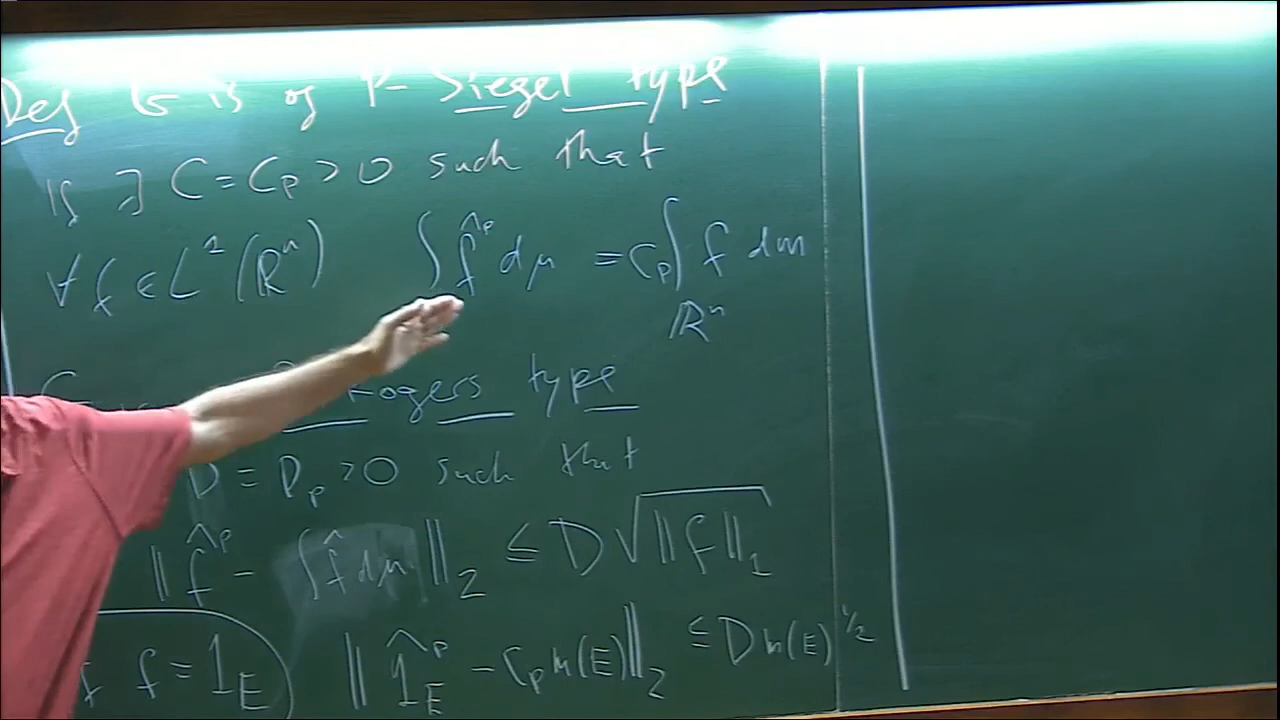 Def G is of P-Siegel type
if ∃ C = C_P > 0 such that
∀ f ∈ L^1(ℝ^n) ∫ f̂^P dμ = C_P ∫_{ℝ^n} f dm
Rogers type
D = D_P > 0 such that
‖ f̂^P - ∫ f̂ dμ ‖_2 ≤ D √‖f‖_1
f = 1_E ‖ 1̂_E^P - C_P m(E) ‖_2 ≤ D m(E)^{1/2}